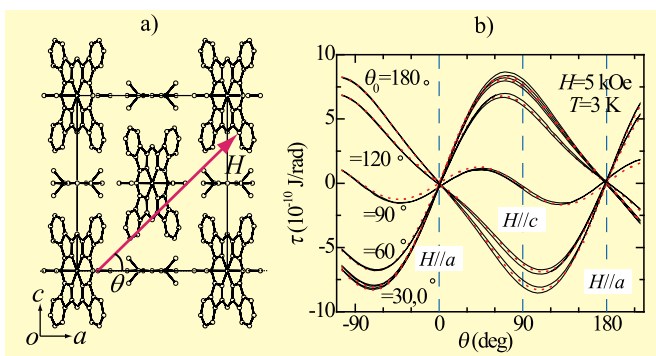 a)
H
θ
c
o
a
b)
10
5
0
-5
-10
τ (10⁻¹⁰ J/rad)
θ₀=180°
=120°
=90°
=60°
=30,0°
H=5 kOe
T=3 K
H//a
H//c
H//a
-90
0
90
180
θ(deg)